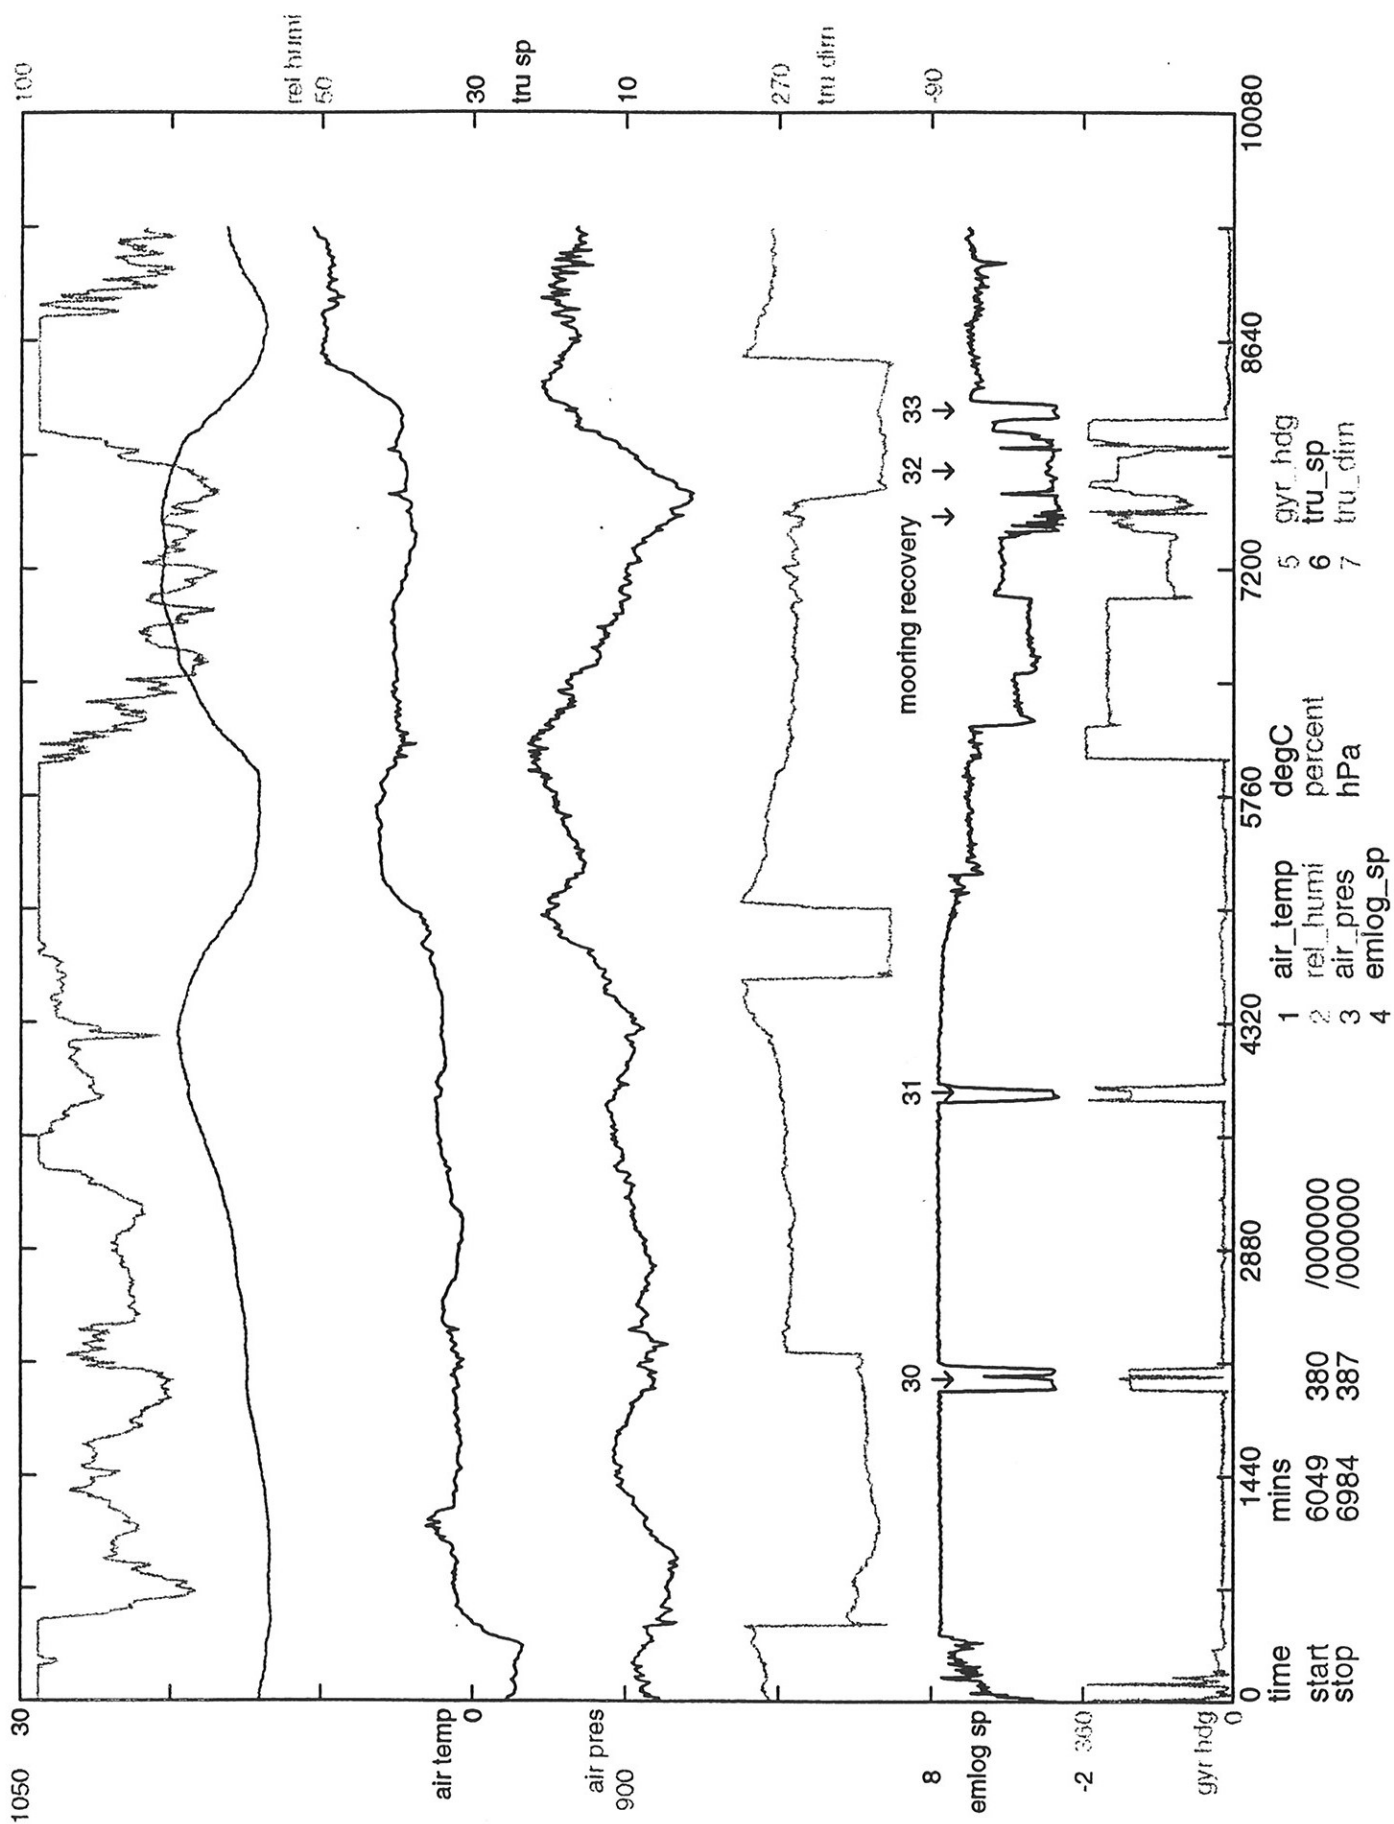 1050 30
air temp
0
air pres
900
8
emlog sp
-2 360
gyr hdg
0
100
rel humi
50
30
tru sp
10
270
tru dirn
-90
30
31
mooring recovery
32
33
0 1440 2880 4320 5760 7200 8640 10080
time mins 1 air_temp degC 5 gyr_hdg
start 6049 380 /000000 2 rel_humi percent 6 tru_sp
stop 6984 387 /000000 3 air_pres hPa 7 tru_dirn
4 emlog_sp